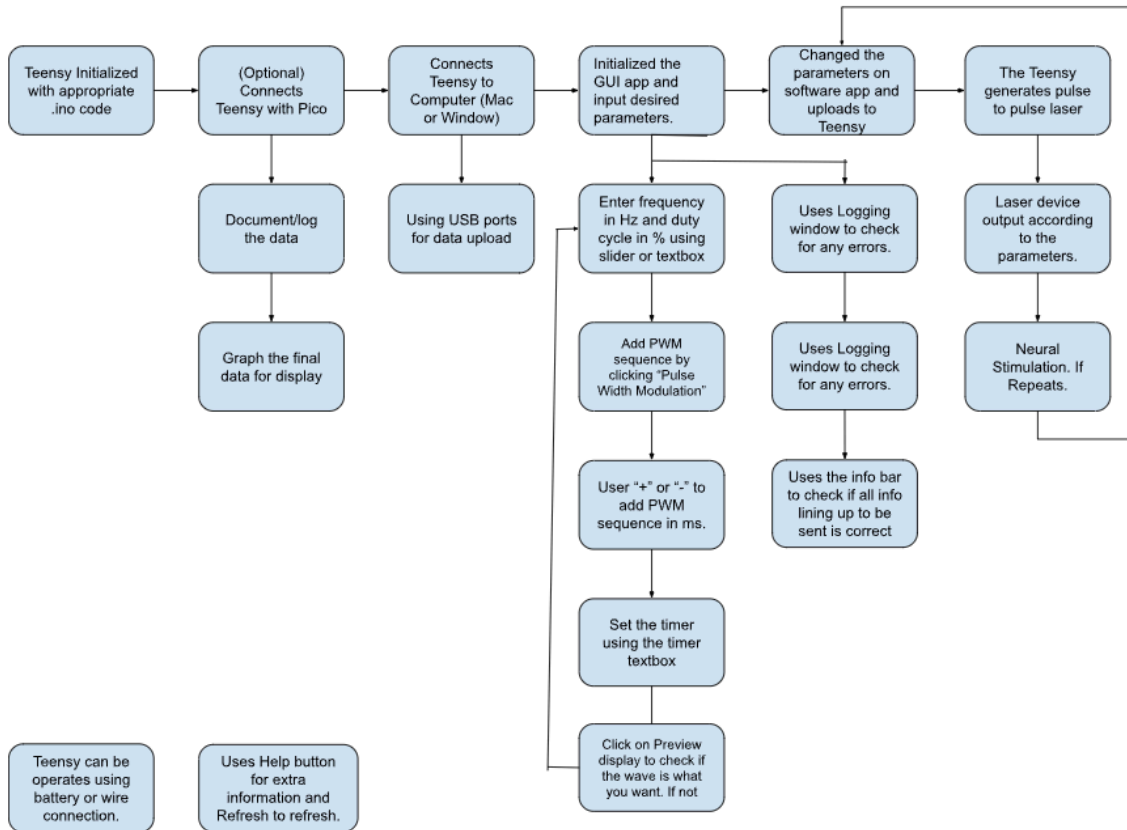 Teensy Initialized
with appropriate
.ino code
(Optional)
Connects
Teensy with Pico
Connects
Teensy to
Computer (Mac
or Window)
Initialized the
GUI app and
input desired
parameters.
Changed the
parameters on
software app and
uploads to
Teensy
The Teensy
generates pulse
to pulse laser
Document/log
the data
Using USB ports
for data upload
Enter frequency
in Hz and duty
cycle in % using
slider or textbox
Uses Logging
window to check
for any errors.
Laser device
output according
to the
parameters.
Graph the final
data for display
Add PWM
sequence by
clicking “Pulse
Width Modulation”
Uses Logging
window to check
for any errors.
Neural
Stimulation. If
Repeats.
User “+” or “-” to
add PWM
sequence in ms.
Uses the info bar
to check if all info
lining up to be
sent is correct
Set the timer
using the timer
textbox
Teensy can be
operates using
battery or wire
connection.
Uses Help button
for extra
information and
Refresh to refresh.
Click on Preview
display to check if
the wave is what
you want. If not